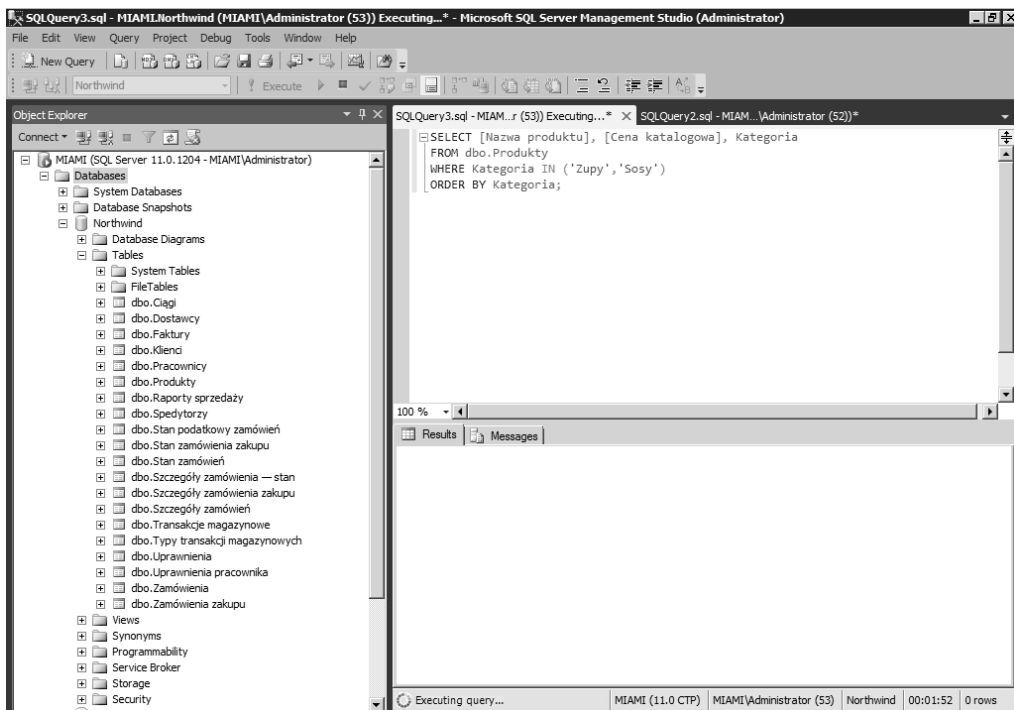 SQLQuery3.sql - MIAMI.Northwind (MIAMI\Administrator (53)) Executing...* - Microsoft SQL Server Management Studio (Administrator)
File Edit View Query Project Debug Tools Window Help
New Query
Northwind Execute
Object Explorer
Connect
MIAMI (SQL Server 11.0.1204 - MIAMI\Administrator)
Databases
System Databases
Database Snapshots
Northwind
Database Diagrams
Tables
System Tables
FileTables
dbo.Ciągi
dbo.Dostawcy
dbo.Faktury
dbo.Klienci
dbo.Pracownicy
dbo.Produkty
dbo.Raporty sprzedaży
dbo.Spedytorzy
dbo.Stan podatkowy zamówień
dbo.Stan zamówienia zakupu
dbo.Stan zamówień
dbo.Szczegóły zamówienia — stan
dbo.Szczegóły zamówienia zakupu
dbo.Szczegóły zamówień
dbo.Transakcje magazynowe
dbo.Typy transakcji magazynowych
dbo.Uprawnienia
dbo.Uprawnienia pracownika
dbo.Zamówienia
dbo.Zamówienia zakupu
Views
Synonyms
Programmability
Service Broker
Storage
Security
SQLQuery3.sql - MIAM...r (53)) Executing...* SQLQuery2.sql - MIAM...\Administrator (52))*
SELECT [Nazwa produktu], [Cena katalogowa], Kategoria
FROM dbo.Produkty
WHERE Kategoria IN ('Zupy','Sosy')
ORDER BY Kategoria;
100 %
Results Messages
Executing query... MIAMI (11.0 CTP) MIAMI\Administrator (53) Northwind 00:01:52 0 rows